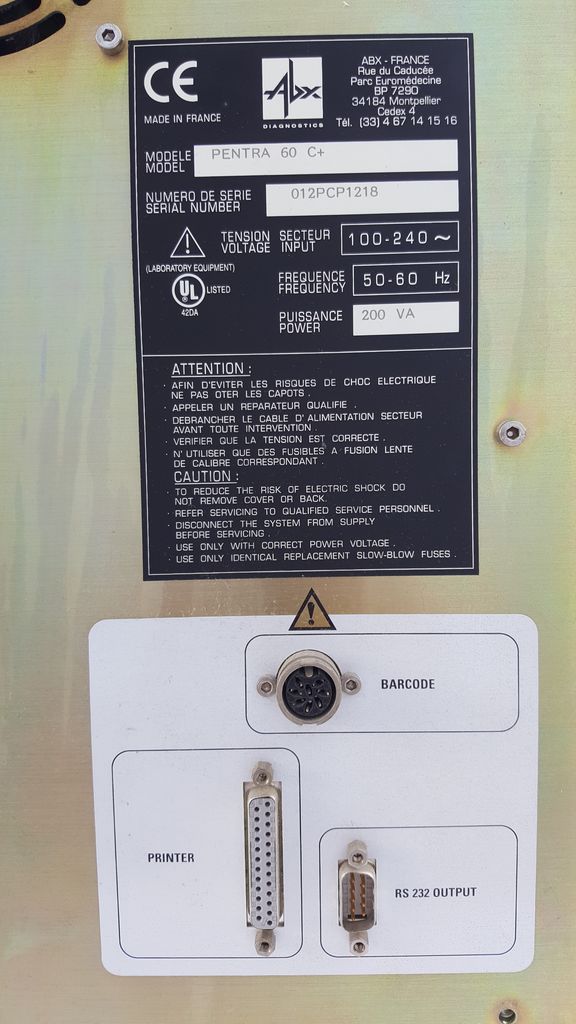 CE
MADE IN FRANCE
Abx
DIAGNOSTICS
ABX - FRANCE
Rue du Caducée
Parc Euromédecine
BP 7290
34184 Montpellier
Cedex 4
Tél. (33) 4 67 14 15 16
MODELE
MODEL
PENTRA 60 C+
NUMERO DE SERIE
SERIAL NUMBER
012PCP1218
TENSION SECTEUR
VOLTAGE INPUT
100-240 ~
(LABORATORY EQUIPMENT)
UL LISTED
42DA
FREQUENCE
FREQUENCY
50-60 Hz
PUISSANCE
POWER
200 VA
ATTENTION :
· AFIN D'EVITER LES RISQUES DE CHOC ELECTRIQUE
NE PAS OTER LES CAPOTS .
· APPELER UN REPARATEUR QUALIFIE .
· DEBRANCHER LE CABLE D'ALIMENTATION SECTEUR
AVANT TOUTE INTERVENTION .
· VERIFIER QUE LA TENSION EST CORRECTE .
· N'UTILISER QUE DES FUSIBLES A FUSION LENTE
DE CALIBRE CORRESPONDANT .
CAUTION :
· TO REDUCE THE RISK OF ELECTRIC SHOCK DO
NOT REMOVE COVER OR BACK.
· REFER SERVICING TO QUALIFIED SERVICE PERSONNEL .
· DISCONNECT THE SYSTEM FROM SUPPLY
BEFORE SERVICING .
· USE ONLY WITH CORRECT POWER VOLTAGE .
· USE ONLY IDENTICAL REPLACEMENT SLOW-BLOW FUSES .
BARCODE
PRINTER
RS 232 OUTPUT